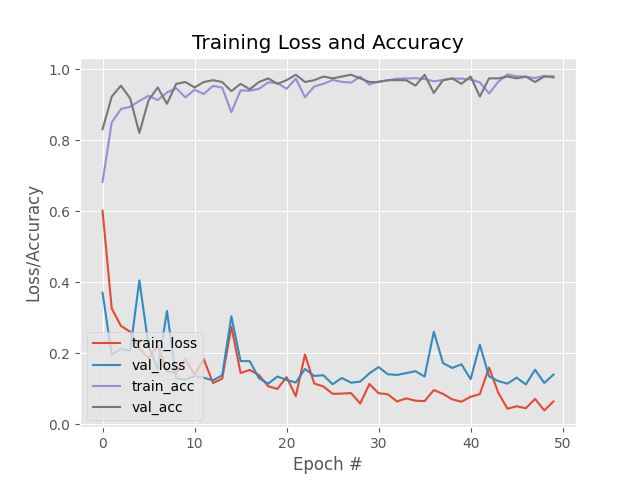 Training Loss and Accuracy
Loss/Accuracy
1.0
0.8
0.6
0.4
0.2
0.0
train_loss
val_loss
train_acc
val_acc
0 10 20 30 40 50
Epoch #